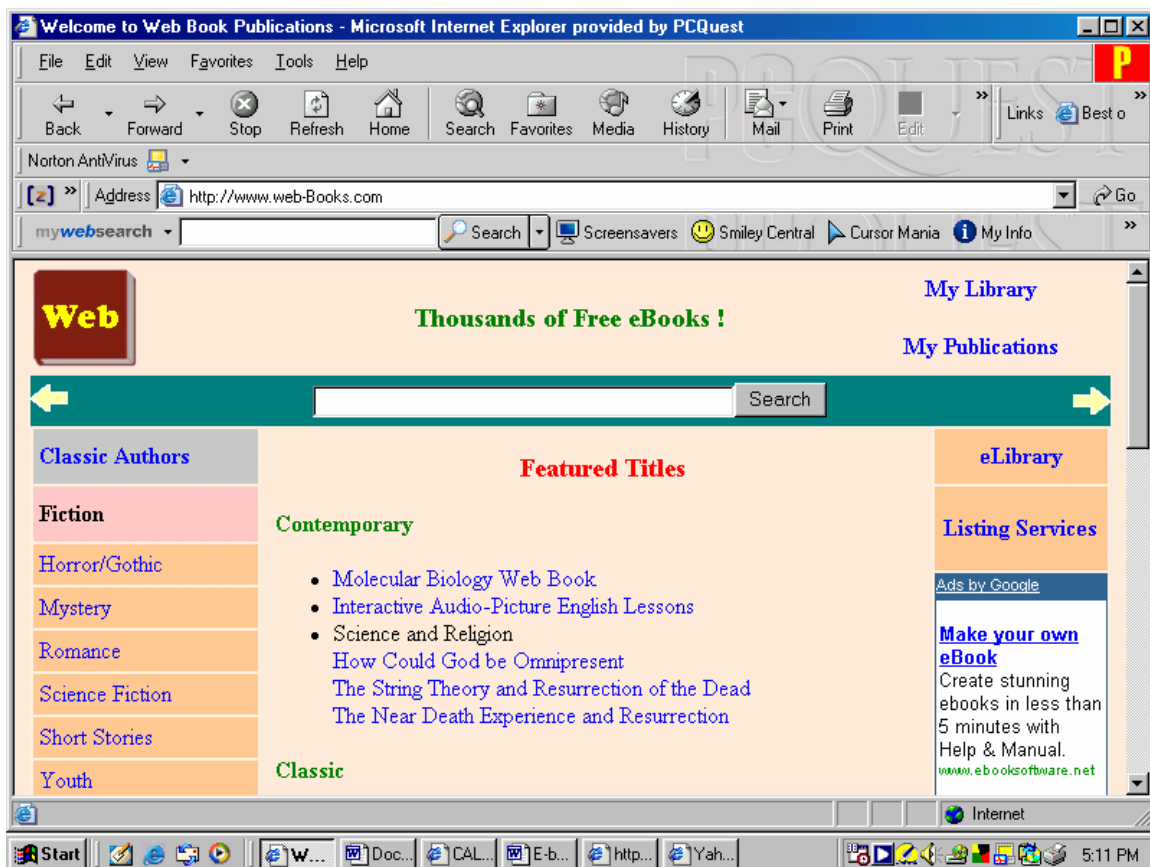 Welcome to Web Book Publications - Microsoft Internet Explorer provided by PCQuest
File Edit View Favorites Tools Help
P
PCQUEST
Back Forward Stop Refresh Home Search Favorites Media History Mail Print Edit » Links Best o »
Norton AntiVirus
[z] » Address http://www.web-Books.com Go
mywebsearch Search Screensavers Smiley Central Cursor Mania My Info »
Web
Thousands of Free eBooks !
My Library
My Publications
Search
Classic Authors
Fiction
Horror/Gothic
Mystery
Romance
Science Fiction
Short Stories
Youth
Featured Titles
Contemporary
• Molecular Biology Web Book
• Interactive Audio-Picture English Lessons
• Science and Religion
How Could God be Omnipresent
The String Theory and Resurrection of the Dead
The Near Death Experience and Resurrection
Classic
eLibrary
Listing Services
Ads by Google
Make your own
eBook
Create stunning
ebooks in less than
5 minutes with
Help & Manual.
www.ebooksoftware.net
Internet
Start W... Doc... CAL... E-b... http... Yah... 5:11 PM